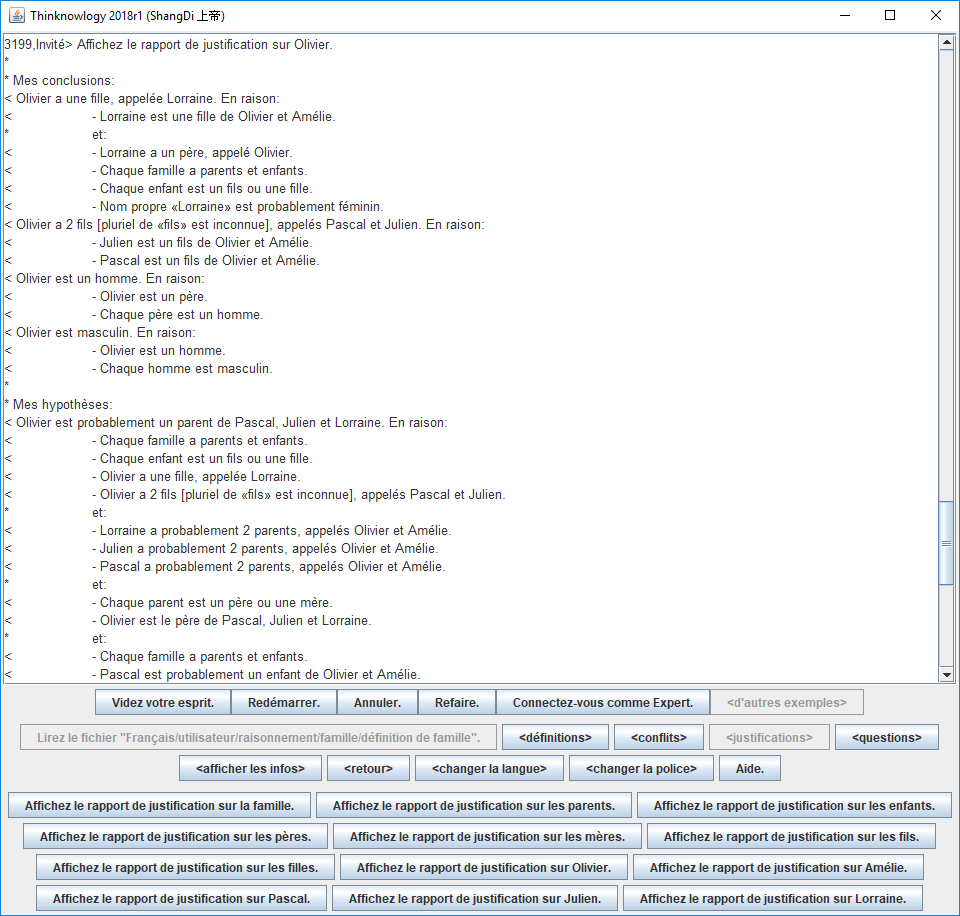 Thinknowlogy 2018r1 (ShangDi 上帝)
3199,Invité> Affichez le rapport de justification sur Olivier.
*
* Mes conclusions:
< Olivier a une fille, appelée Lorraine. En raison:
< - Lorraine est une fille de Olivier et Amélie.
* et:
< - Lorraine a un père, appelé Olivier.
< - Chaque famille a parents et enfants.
< - Chaque enfant est un fils ou une fille.
< - Nom propre «Lorraine» est probablement féminin.
< Olivier a 2 fils [pluriel de «fils» est inconnue], appelés Pascal et Julien. En raison:
< - Julien est un fils de Olivier et Amélie.
< - Pascal est un fils de Olivier et Amélie.
< Olivier est un homme. En raison:
< - Olivier est un père.
< - Chaque père est un homme.
< Olivier est masculin. En raison:
< - Olivier est un homme.
< - Chaque homme est masculin.
*
* Mes hypothèses:
< Olivier est probablement un parent de Pascal, Julien et Lorraine. En raison:
< - Chaque famille a parents et enfants.
< - Chaque enfant est un fils ou une fille.
< - Olivier a une fille, appelée Lorraine.
< - Olivier a 2 fils [pluriel de «fils» est inconnue], appelés Pascal et Julien.
* et:
< - Lorraine a probablement 2 parents, appelés Olivier et Amélie.
< - Julien a probablement 2 parents, appelés Olivier et Amélie.
< - Pascal a probablement 2 parents, appelés Olivier et Amélie.
* et:
< - Chaque parent est un père ou une mère.
< - Olivier est le père de Pascal, Julien et Lorraine.
* et:
< - Chaque famille a parents et enfants.
< - Pascal est probablement un enfant de Olivier et Amélie.
Videz votre esprit. Redémarrer. Annuler. Refaire. Connectez-vous comme Expert. <d'autres exemples>
Lirez le fichier "Français/utilisateur/raisonnement/famille/définition de famille". <définitions> <conflits> <justifications> <questions>
<afficher les infos> <retour> <changer la langue> <changer la police> Aide.
Affichez le rapport de justification sur la famille. Affichez le rapport de justification sur les parents. Affichez le rapport de justification sur les enfants.
Affichez le rapport de justification sur les pères. Affichez le rapport de justification sur les mères. Affichez le rapport de justification sur les fils.
Affichez le rapport de justification sur les filles. Affichez le rapport de justification sur Olivier. Affichez le rapport de justification sur Amélie.
Affichez le rapport de justification sur Pascal. Affichez le rapport de justification sur Julien. Affichez le rapport de justification sur Lorraine.